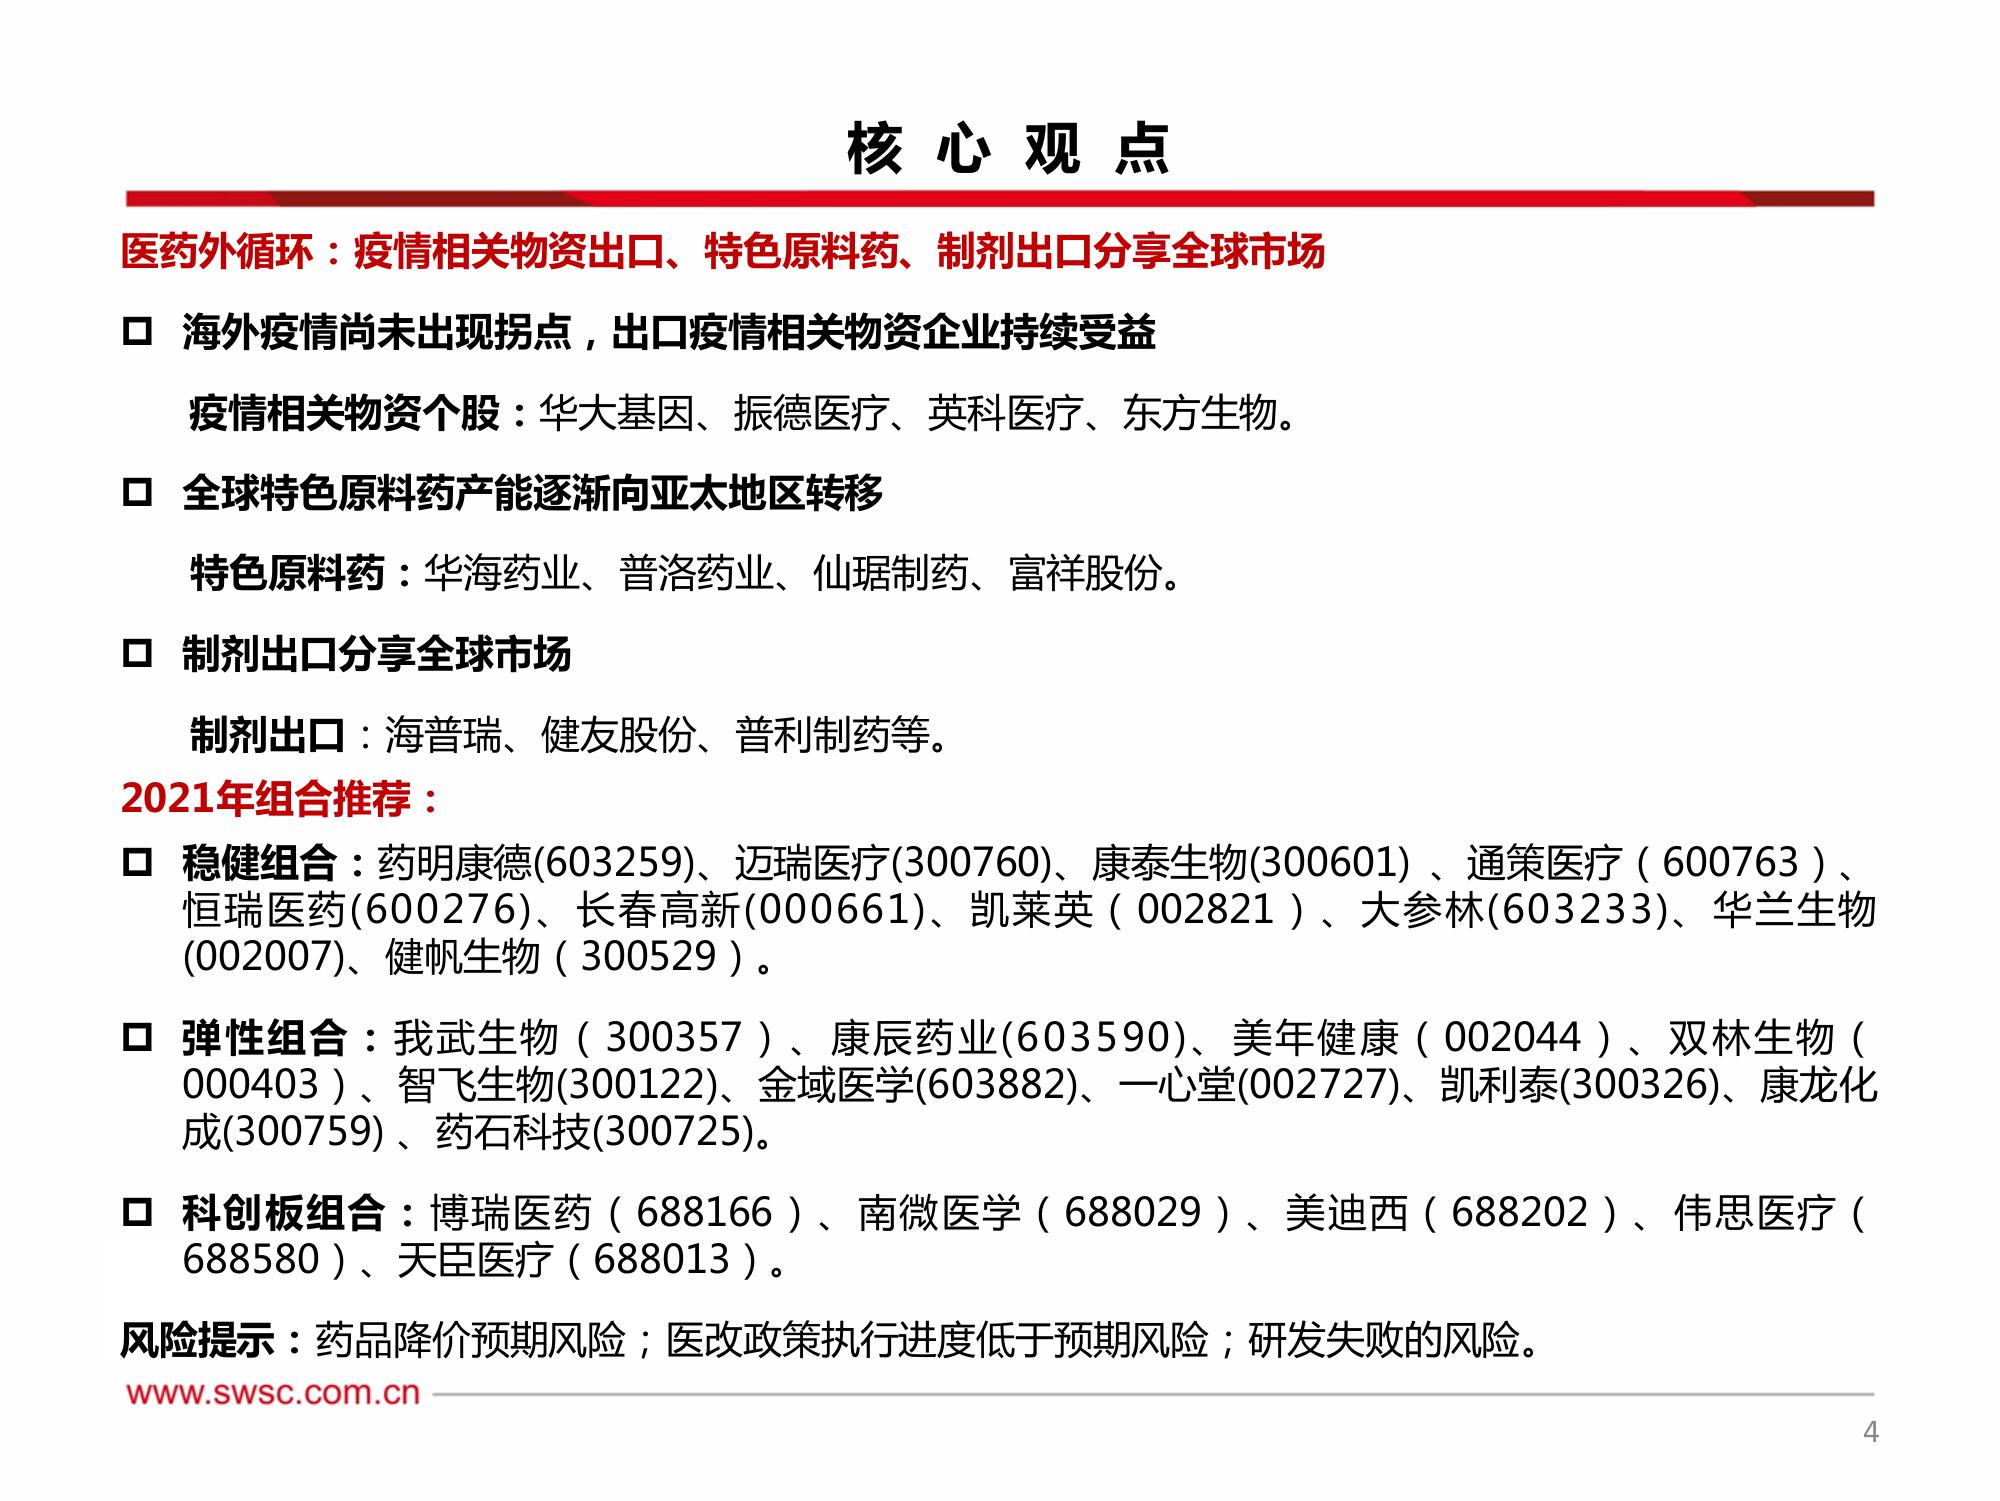 核心观点
医药外循环：疫情相关物资出口、特色原料药、制剂出口分享全球市场
海外疫情尚未出现拐点，出口疫情相关物资企业持续受益
疫情相关物资个股：华大基因、振德医疗、英科医疗、东方生物。
全球特色原料药产能逐渐向亚太地区转移
特色原料药：华海药业、普洛药业、仙琚制药、富祥股份。
制剂出口分享全球市场
制剂出口：海普瑞、健友股份、普利制药等。
2021年组合推荐：
稳健组合：药明康德(603259)、迈瑞医疗(300760)、康泰生物(300601) 、通策医疗（600763）、
恒瑞医药(600276)、长春高新(000661)、凯莱英（002821）、大参林(603233)、华兰生物
(002007)、健帆生物（300529）。
弹性组合：我武生物（300357）、康辰药业(603590)、美年健康（002044）、双林生物（
000403）、智飞生物(300122)、金域医学(603882)、一心堂(002727)、凯利泰(300326)、康龙化
成(300759) 、药石科技(300725)。
科创板组合：博瑞医药（688166）、南微医学（688029）、美迪西（688202）、伟思医疗（
688580）、天臣医疗（688013）。
风险提示：药品降价预期风险；医改政策执行进度低于预期风险；研发失败的风险。
www.swsc.com.cn
4